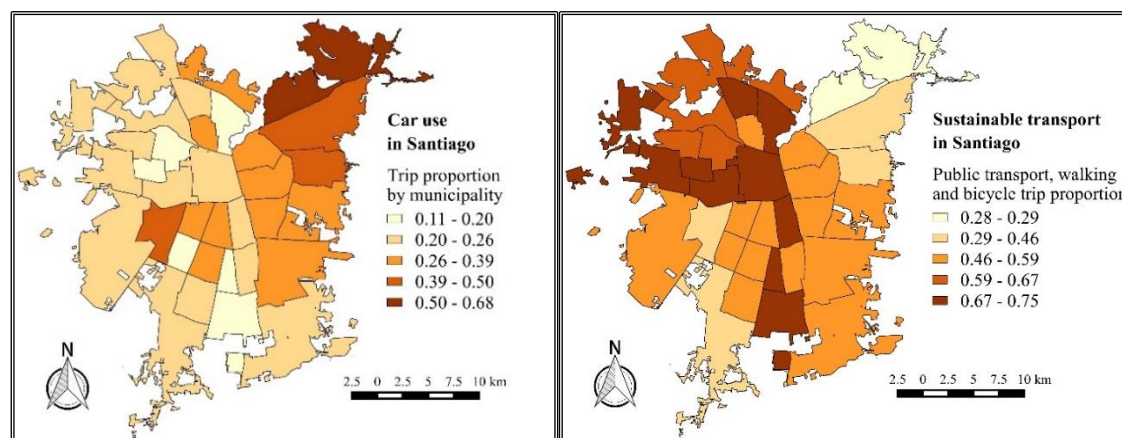 Car use
in Santiago
Trip proportion
by municipality
0.11 - 0.20
0.20 - 0.26
0.26 - 0.39
0.39 - 0.50
0.50 - 0.68
N
2.5 0 2.5 5 7.5 10 km
Sustainable transport
in Santiago
Public transport, walking
and bicycle trip proportion
0.28 - 0.29
0.29 - 0.46
0.46 - 0.59
0.59 - 0.67
0.67 - 0.75
N
2.5 0 2.5 5 7.5 10 km